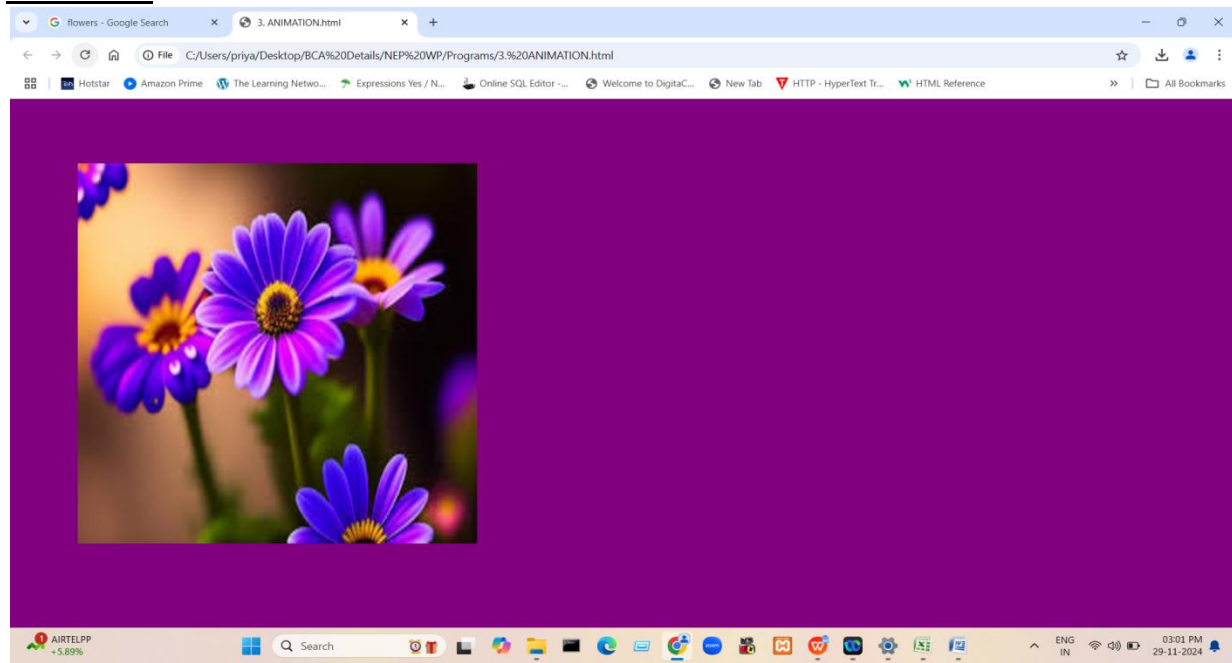 flowers - Google Search
3. ANIMATION.html
File C:/Users/priya/Desktop/BCA%20Details/NEP%20WP/Programs/3.%20ANIMATION.html
Hotstar Amazon Prime The Learning Netwo... Expressions Yes / N... Online SQL Editor -... Welcome to DigitaC... New Tab HTTP - HyperText Tr... HTML Reference » All Bookmarks
1 AIRTELPP
+5.89%
Search
ENG
IN
03:01 PM
29-11-2024